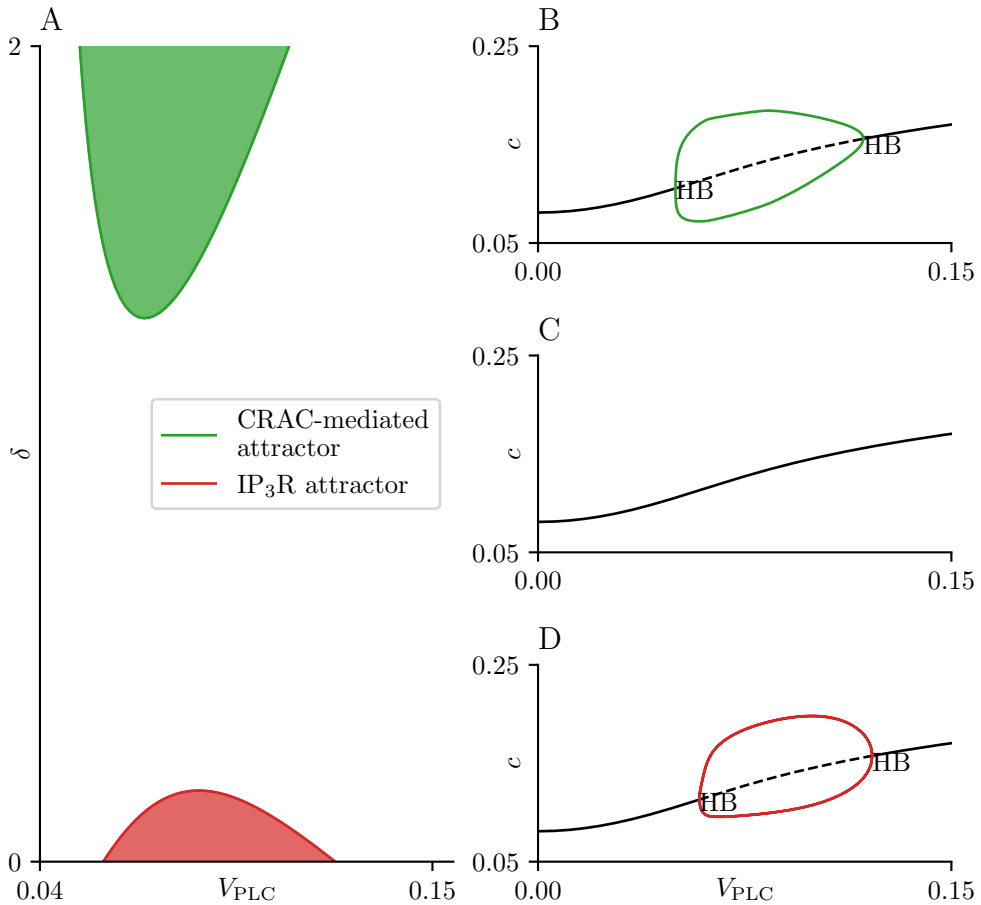 A
2
δ
0
0.04
V_PLC
0.15
CRAC-mediated
attractor
IP₃R attractor
B
0.25
c
0.05
0.00
0.15
HB
HB
C
0.25
c
0.05
0.00
0.15
D
0.25
c
0.05
0.00
V_PLC
0.15
HB
HB